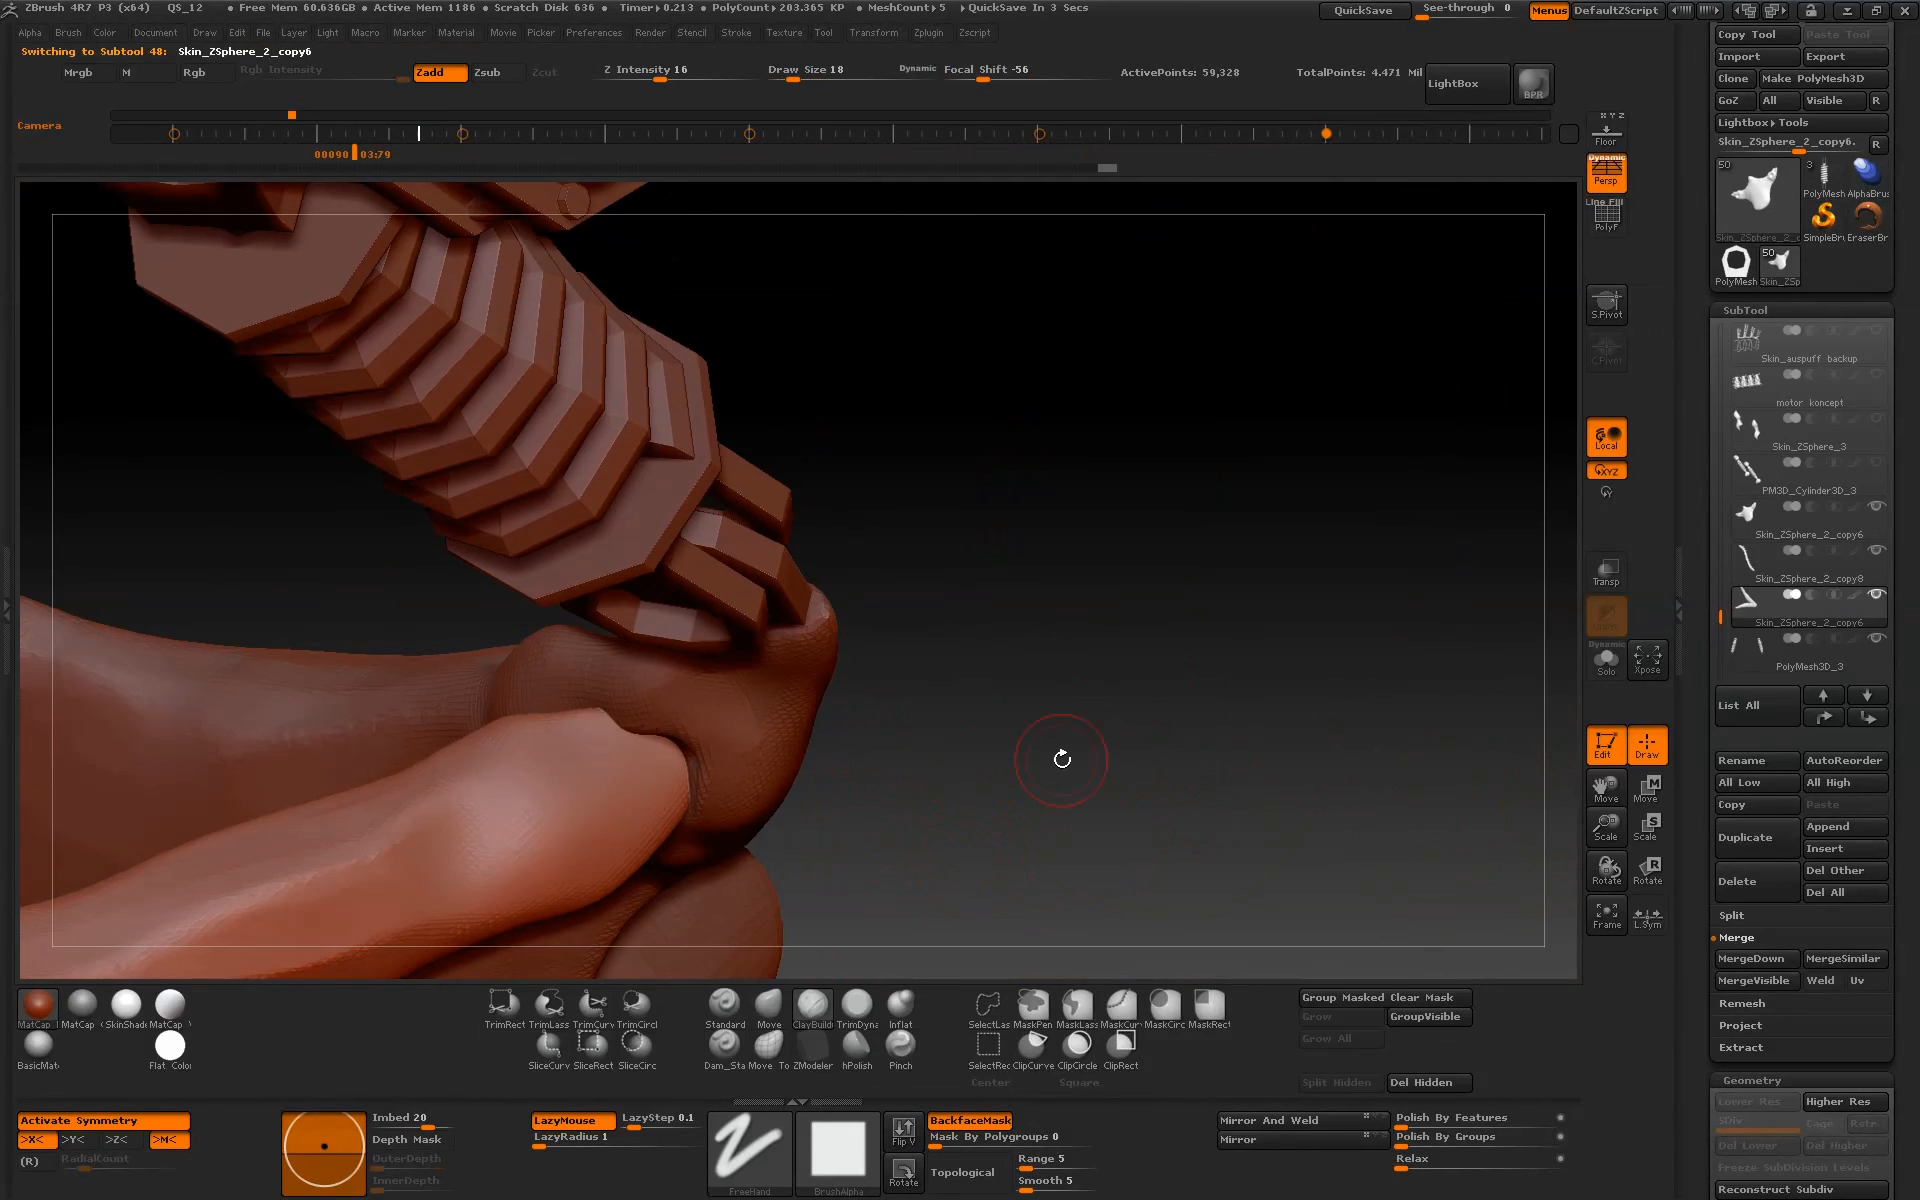 ZBrush 4R7 P3 (x64) QS_12 • Free Mem 60.636GB • Active Mem 1186 • Scratch Disk 636 • Timer▸0.213 • PolyCount▸203.365 KP • MeshCount▸5 ▸QuickSave In 3 Secs QuickSave See-through 0 Menus DefaultZScript
Alpha Brush Color Document Draw Edit File Layer Light Macro Marker Material Movie Picker Preferences Render Stencil Stroke Texture Tool Transform Zplugin Zscript
Switching to Subtool 48: Skin_ZSphere_2_copy6
Mrgb M Rgb Rgb Intensity Zadd Zsub Zcut Z Intensity 16 Draw Size 18 Dynamic Focal Shift -56 ActivePoints: 59,328 TotalPoints: 4.471 Mil LightBox BPR
Camera
00090 03:79
Floor
Dynamic
Persp
Line Fill
PolyF
S.Pivot
C.Pivot
Local
XYZ
Transp
Dynamic
Solo
Xpose
Edit Draw
Move Move
Scale Scale
Rotate Rotate
Frame L.Sym
Copy Tool Paste Tool
Import Export
Clone Make PolyMesh3D
GoZ All Visible R
Lightbox▸Tools
Skin_ZSphere_2_copy6. R
50 3
PolyMesh AlphaBrus
SimpleBru EraserBr
50
PolyMesh Skin_ZSp
SubTool
Skin_auspuff backup
motor koncept
Skin_ZSphere_3
PM3D_Cylinder3D_3
Skin_ZSphere_2_copy6
Skin_ZSphere_2_copy8
Skin_ZSphere_2_copy6
PolyMesh3D_3
List All
Rename AutoReorder
All Low All High
Copy Paste
Duplicate Append
Insert
Delete Del Other
Del All
Split
Merge
MergeDown MergeSimilar
MergeVisible Weld Uv
Remesh
Project
Extract
Geometry
Lower Res Higher Res
SDiv Cage Rstr
Del Lower Del Higher
Freeze SubDivision Levels
Reconstruct Subdiv
MatCap MatCap SkinShade MatCap
BasicMat Flat Color
TrimRect TrimLass TrimCurv TrimCircl
SliceCurv SliceRect SliceCirc
Standard Move ClayBuild TrimDyna Inflat
Dam_Sta Move To ZModeler hPolish Pinch
SelectLas MaskPen MaskLass MaskCur MaskCirc MaskRect
SelectRec ClipCurve ClipCircle ClipRect
Center Square
Group Masked Clear Mask
Grow GroupVisible
Grow All
Split Hidden Del Hidden
Activate Symmetry
>X< >Y< >Z< >M<
(R) RadialCount
Imbed 20
Depth Mask
OuterDepth
InnerDepth
LazyMouse LazyStep 0.1
LazyRadius 1
FreeHand
BrushAlpha
Flip V
Rotate
BackfaceMask
Mask By Polygroups 0
Topological
Range 5
Smooth 5
Mirror And Weld
Mirror
Polish By Features
Polish By Groups
Relax